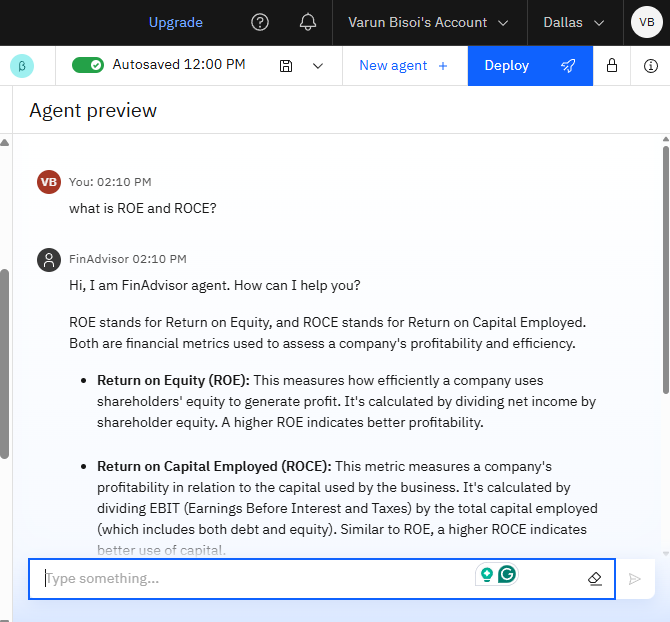 Upgrade Varun Bisoi's Account Dallas VB
β Autosaved 12:00 PM New agent + Deploy
Agent preview
VB You: 02:10 PM
what is ROE and ROCE?
FinAdvisor 02:10 PM
Hi, I am FinAdvisor agent. How can I help you?
ROE stands for Return on Equity, and ROCE stands for Return on Capital Employed.
Both are financial metrics used to assess a company's profitability and efficiency.
• Return on Equity (ROE): This measures how efficiently a company uses
shareholders' equity to generate profit. It's calculated by dividing net income by
shareholder equity. A higher ROE indicates better profitability.
• Return on Capital Employed (ROCE): This metric measures a company's
profitability in relation to the capital used by the business. It's calculated by
dividing EBIT (Earnings Before Interest and Taxes) by the total capital employed
(which includes both debt and equity). Similar to ROE, a higher ROCE indicates
better use of capital.
Type something...